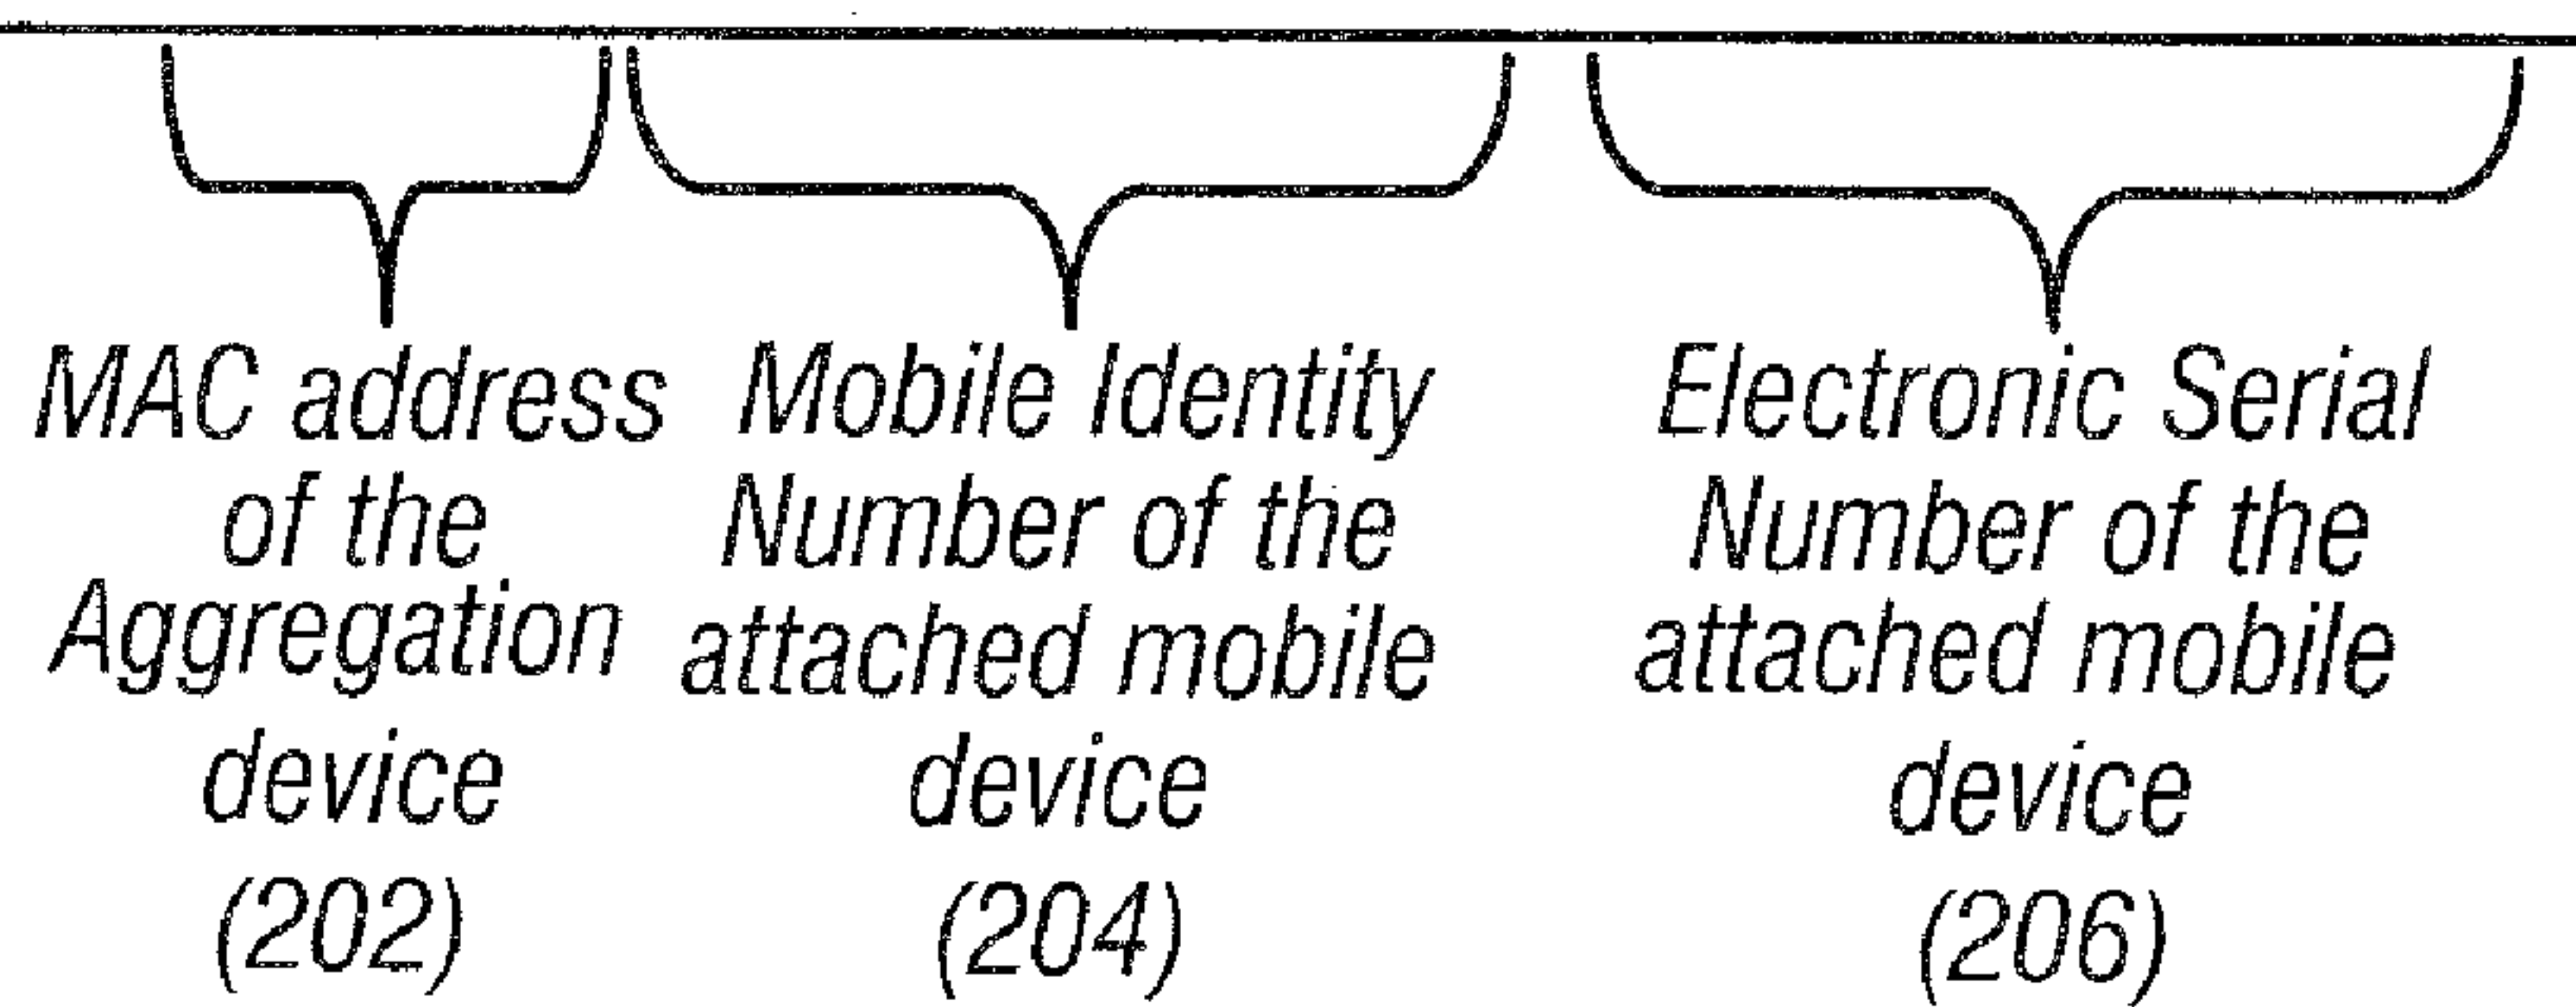 MAC address
of the
Aggregation
device
(202)
Mobile Identity
Number of the
attached mobile
device
(204)
Electronic Serial
Number of the
attached mobile
device
(206)